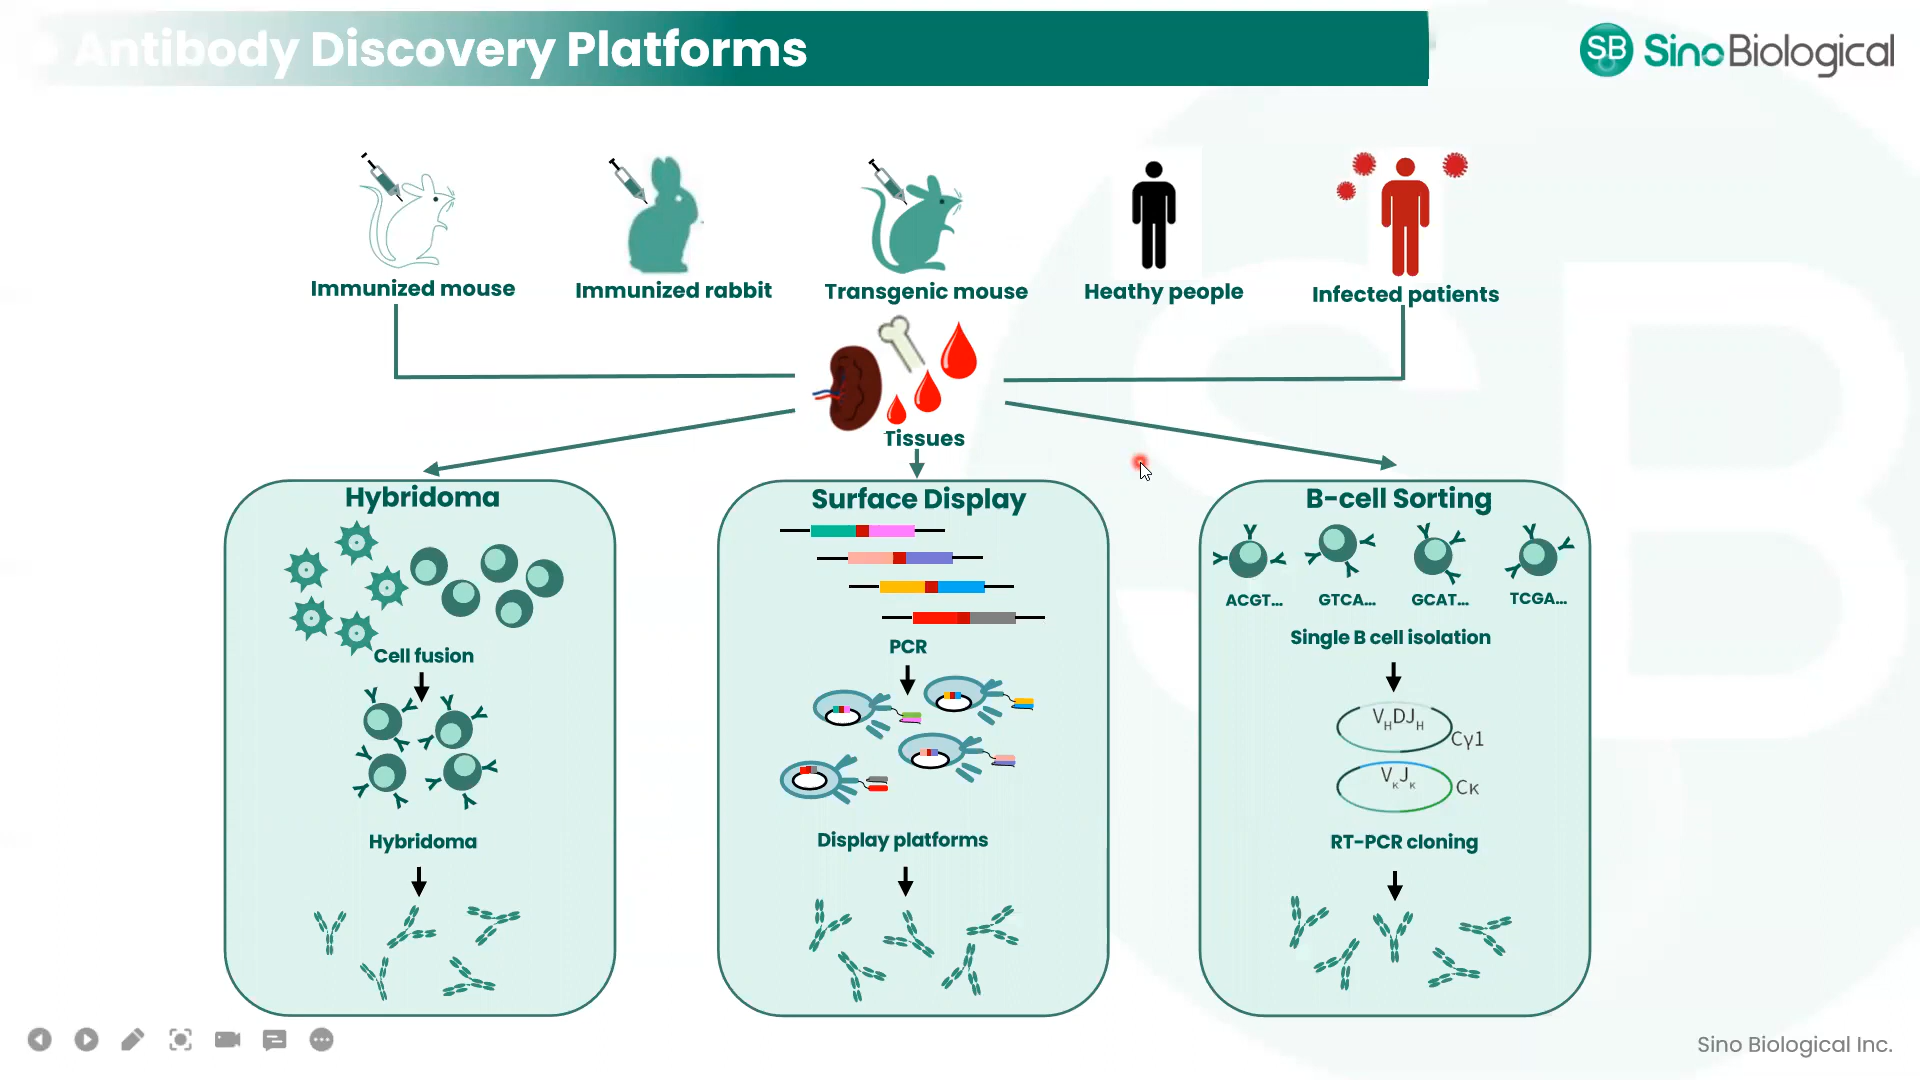 Antibody Discovery Platforms
SB SinoBiological
Immunized mouse
Immunized rabbit
Transgenic mouse
Heathy people
Infected patients
Tissues
Hybridoma
Cell fusion
Hybridoma
Surface Display
PCR
Display platforms
B-cell Sorting
ACGT... GTCA... GCAT... TCGA...
Single B cell isolation
VHDJH Cγ1
VκJκ Cκ
RT-PCR cloning
Sino Biological Inc.